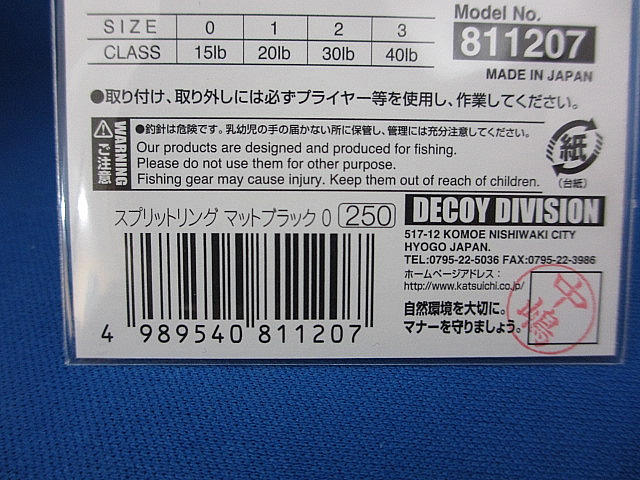 SIZE 0 1 2 3
CLASS 15lb 20lb 30lb 40lb
Model No.
811207
MADE IN JAPAN
●取り付け、取り外しには必ずプライヤー等を使用し、作業してください。
WARNING
ご注意
●釣針は危険です。乳幼児の手の届かない所に保管し、管理には充分注意してください。
Our products are designed and produced for fishing.
Please do not use them for other purpose.
Fishing gear may cause injury. Keep them out of reach of children.
紙
(台紙)
スプリットリング マットブラック 0 250
4 989540 811207
DECOY DIVISION
517-12 KOMOE NISHIWAKI CITY
HYOGO JAPAN.
TEL:0795-22-5036 FAX:0795-22-3986
ホームページアドレス:
http://www.katsuichi.co.jp/
自然環境を大切に。
マナーを守りましょう。
中嶋